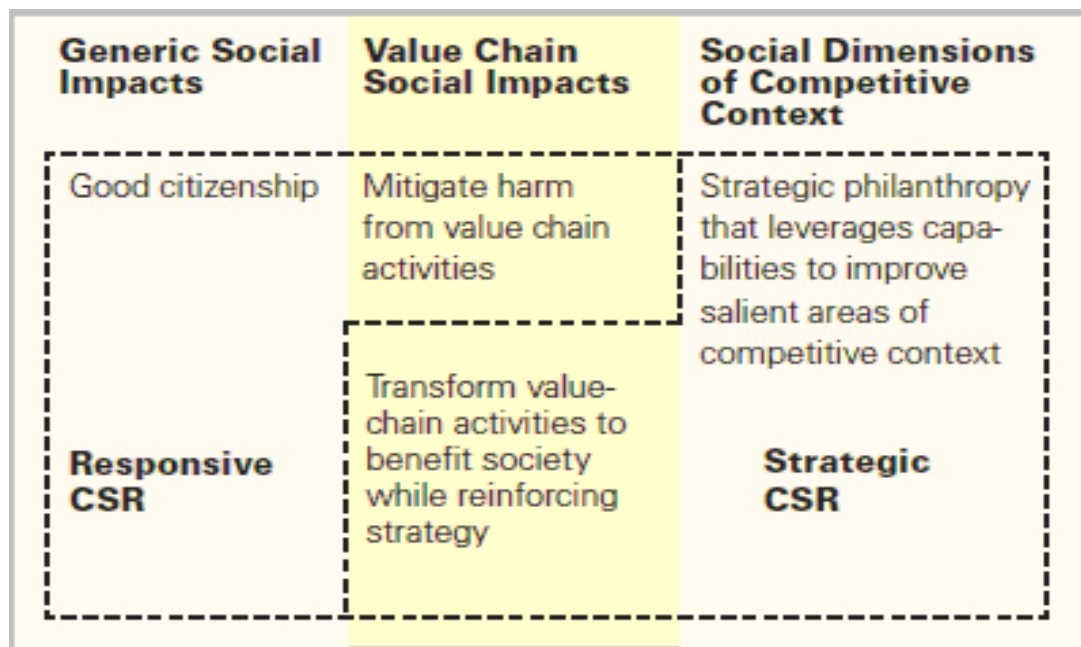 Generic Social
Impacts
Value Chain
Social Impacts
Social Dimensions
of Competitive
Context
Good citizenship
Mitigate harm
from value chain
activities
Strategic philanthropy
that leverages capa-
bilities to improve
salient areas of
competitive context
Transform value-
chain activities to
benefit society
while reinforcing
strategy
Responsive
CSR
Strategic
CSR